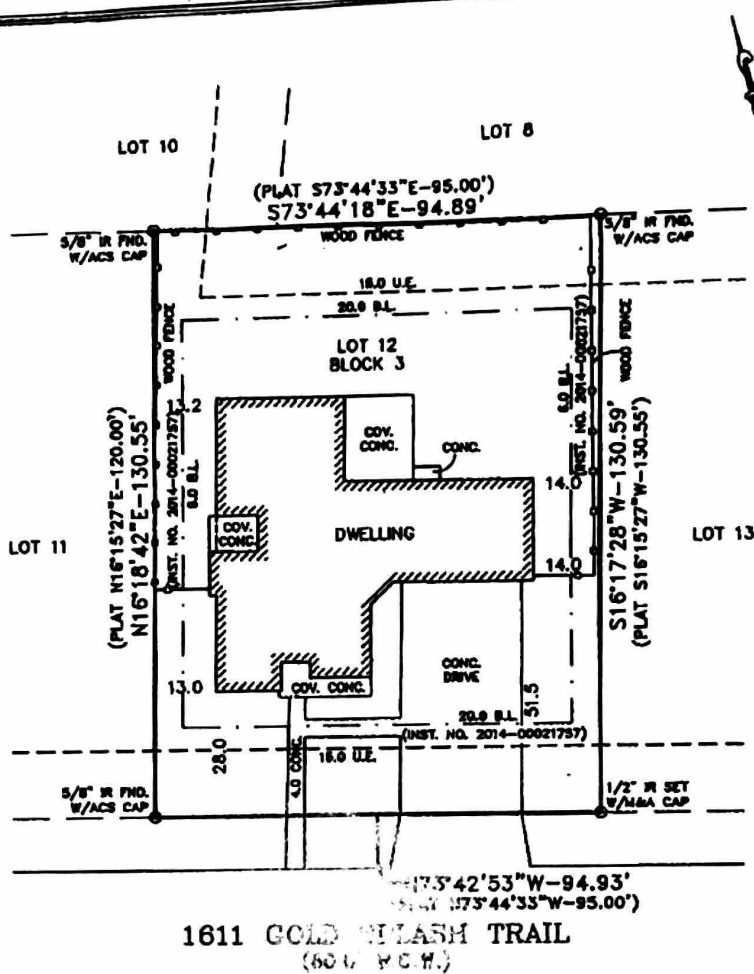 LOT 10
LOT 8
(PLAT S73°44'33"E-95.00')
S73°44'18"E-94.89'
5/8" IR FND.
W/ACS CAP
WOOD FENCE
5/8" IR FND.
W/ACS CAP
15.0 U.E.
20.0 B.L.
LOT 12
BLOCK 3
WOOD FENCE
WOOD FENCE
13.2
(PLAT N16°15'27"E-120.00')
N16°18'42"E-130.55'
(INST. NO. 2014-00021757)
6.0 B.L.
6.0 B.L.
(INST. NO. 2014-00021757)
S16°17'28"W-130.59'
(PLAT S16°15'27"W-130.55')
COV.
CONC.
CONC.
14.0
LOT 11
COV.
CONC.
DWELLING
LOT 13
14.0
13.0
COV. CONC.
CONC.
DRIVE
51.5
28.0
4.0 CONC.
20.0 B.L.
(INST. NO. 2014-00021757)
15.0 U.E.
5/8" IR FND.
W/ACS CAP
1/2" IR SET
W/M&A CAP
N73°42'53"W-94.93'
N73°44'33"W-95.00')
1611 GOLD TRAIL
R.O.W.)